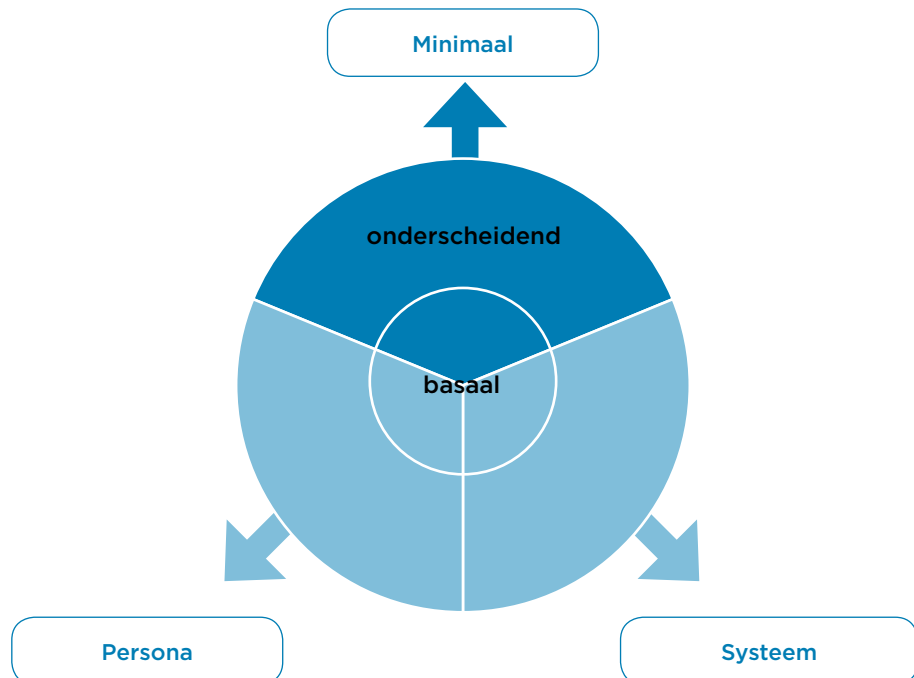 Minimaal
onderscheidend
basaal
Persona
Systeem